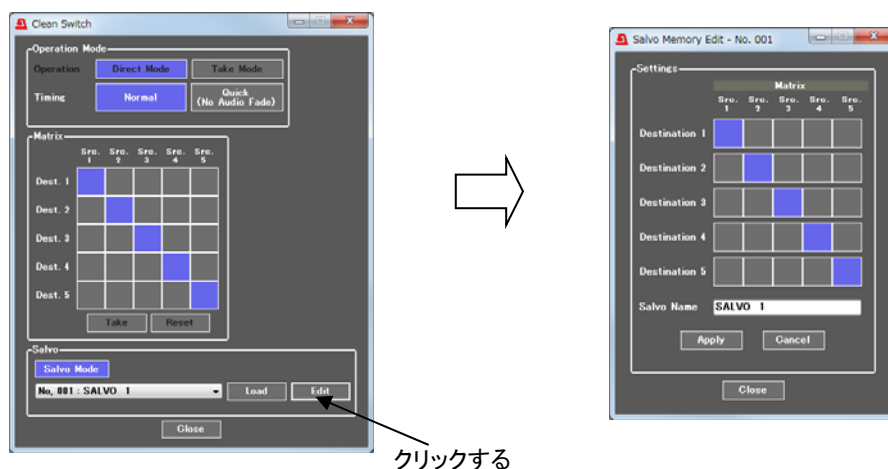 Clean Switch
Operation Mode
Operation Direct Mode Take Mode
Timing Normal Quick
(No Audio Fade)
Matrix
Src. Src. Src. Src. Src.
1 2 3 4 5
Dest. 1
Dest. 2
Dest. 3
Dest. 4
Dest. 5
Take Reset
Salvo
Salvo Mode
No. 001 : SALVO 1 Load Edit
Close
クリックする
Salvo Memory Edit - No. 001
Settings
Matrix
Src. Src. Src. Src. Src.
1 2 3 4 5
Destination 1
Destination 2
Destination 3
Destination 4
Destination 5
Salvo Name SALVO 1
Apply Cancel
Close